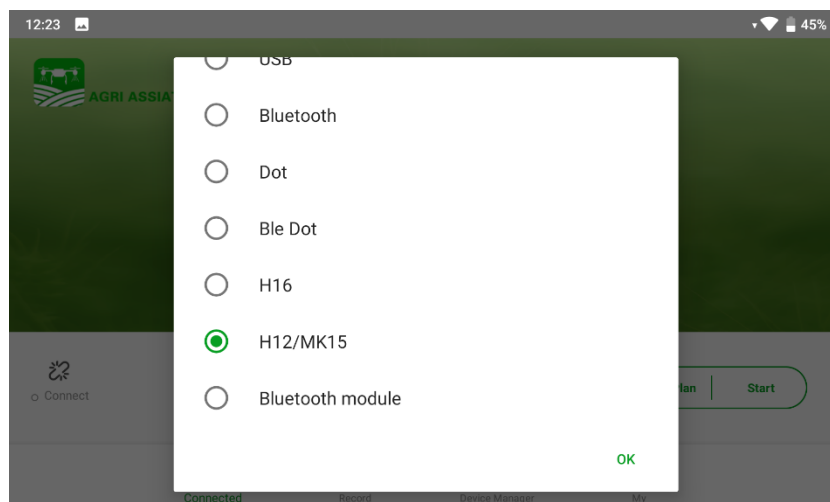 12:23
45%
USB
AGRI ASSIA
Bluetooth
Dot
Ble Dot
H16
H12/MK15
Connect
lan
Start
Bluetooth module
OK
Connected
Record
Device Manager
My